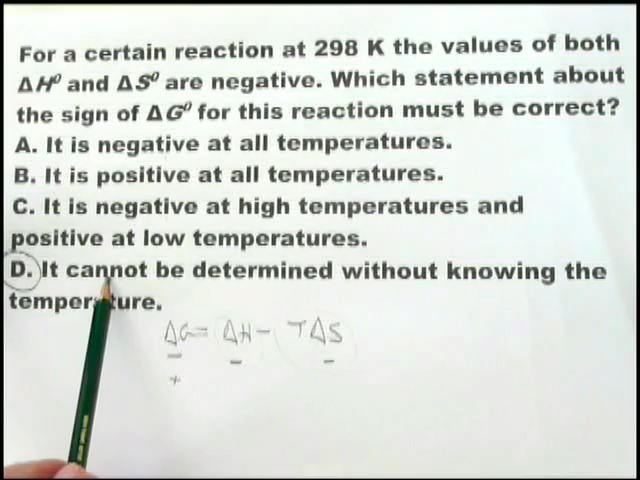 For a certain reaction at 298 K the values of both
ΔH⁰ and ΔS⁰ are negative. Which statement about
the sign of ΔG⁰ for this reaction must be correct?
A. It is negative at all temperatures.
B. It is positive at all temperatures.
C. It is negative at high temperatures and
positive at low temperatures.
D. It cannot be determined without knowing the
temperature.
ΔG = ΔH - TΔS
- - -
+